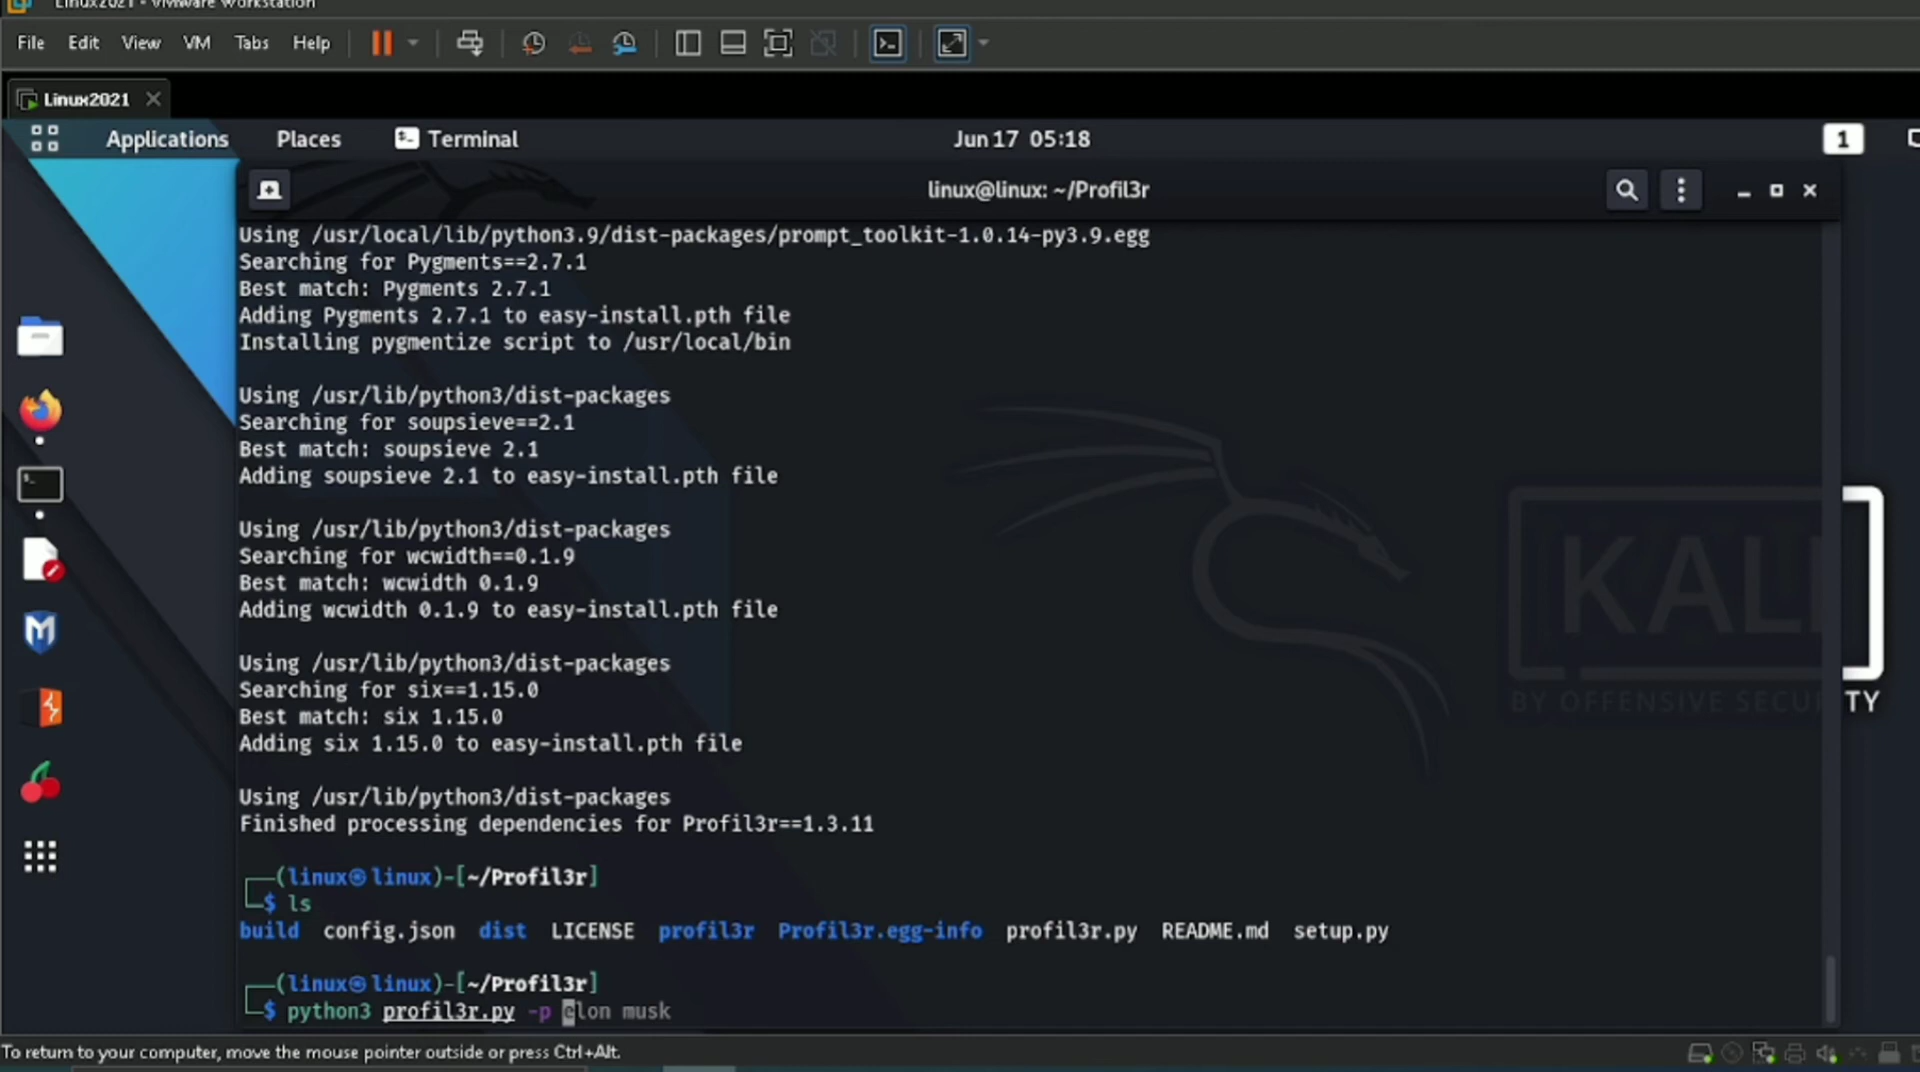 Linux2021 - VMware Workstation
File Edit View VM Tabs Help
Linux2021
Applications Places Terminal Jun 17 05:18 1
linux@linux: ~/Profil3r
Using /usr/local/lib/python3.9/dist-packages/prompt_toolkit-1.0.14-py3.9.egg
Searching for Pygments==2.7.1
Best match: Pygments 2.7.1
Adding Pygments 2.7.1 to easy-install.pth file
Installing pygmentize script to /usr/local/bin
Using /usr/lib/python3/dist-packages
Searching for soupsieve==2.1
Best match: soupsieve 2.1
Adding soupsieve 2.1 to easy-install.pth file
Using /usr/lib/python3/dist-packages
Searching for wcwidth==0.1.9
Best match: wcwidth 0.1.9
Adding wcwidth 0.1.9 to easy-install.pth file
Using /usr/lib/python3/dist-packages
Searching for six==1.15.0
Best match: six 1.15.0
Adding six 1.15.0 to easy-install.pth file
Using /usr/lib/python3/dist-packages
Finished processing dependencies for Profil3r==1.3.11
┌──(linux㉿linux)-[~/Profil3r]
└─$ ls
build config.json dist LICENSE profil3r Profil3r.egg-info profil3r.py README.md setup.py
┌──(linux㉿linux)-[~/Profil3r]
└─$ python3 profil3r.py -p elon musk
KALI
BY OFFENSIVE SECURITY
To return to your computer, move the mouse pointer outside or press Ctrl+Alt.